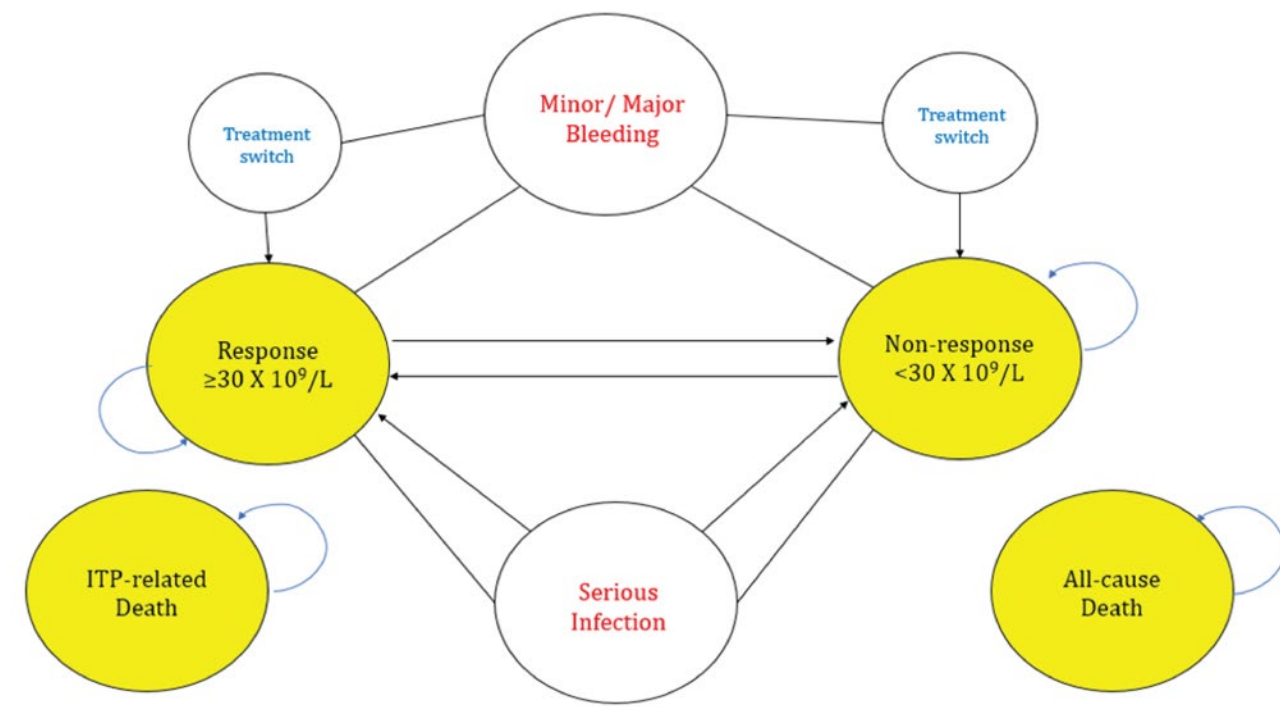 Minor/ Major
Bleeding
Treatment
switch
Treatment
switch
Response
≥30 X 10⁹/L
Non-response
<30 X 10⁹/L
ITP-related
Death
Serious
Infection
All-cause
Death